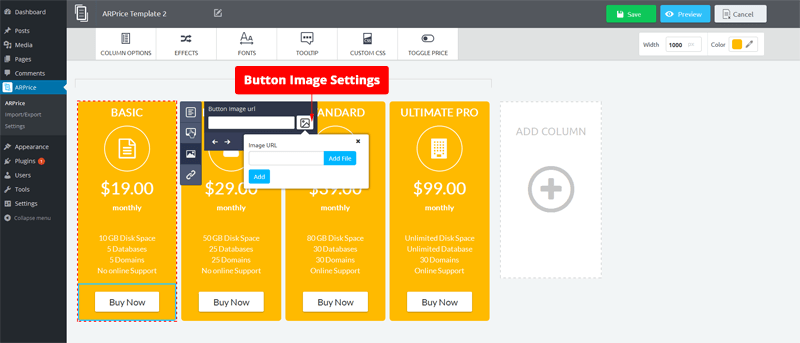 Dashboard
Posts
Media
Pages
Comments
ARPrice
ARPrice
Import/Export
Settings
Appearance
Plugins 1
Users
Tools
Settings
Collapse menu
ARPrice Template 2
Save
Preview
Cancel
COLUMN OPTIONS
EFFECTS
FONTS
TOOLTIP
CUSTOM CSS
TOGGLE PRICE
Width 1000 px Color
Button Image Settings
BASIC
$19.00
monthly
10 GB Disk Space
5 Databases
5 Domains
No online Support
Buy Now
Button image url
Image URL
Add File
Add
$29.00
monthly
50 GB Disk Space
25 Databases
25 Domains
No online Support
Buy Now
ANDARD
$59.00
monthly
80 GB Disk Space
30 Databases
30 Domains
Online Support
Buy Now
ULTIMATE PRO
$99.00
monthly
Unlimited Disk Space
Unlimited Database
30 Domains
Online Support
Buy Now
ADD COLUMN